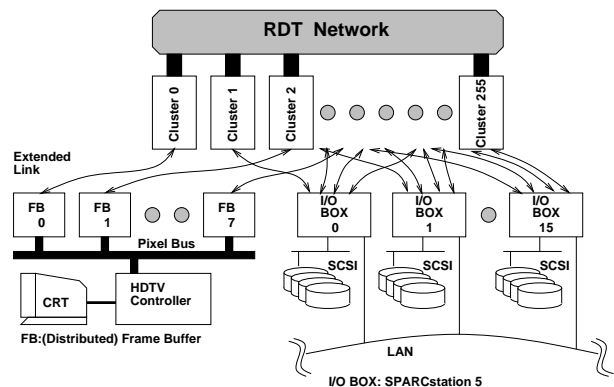 RDT Network
Cluster 0
Cluster 1
Cluster 2
Cluster 255
Extended
Link
FB
0
FB
1
FB
7
I/O
BOX
0
I/O
BOX
1
I/O
BOX
15
Pixel Bus
SCSI
SCSI
SCSI
CRT
HDTV
Controller
FB:(Distributed) Frame Buffer
LAN
I/O BOX: SPARCstation 5